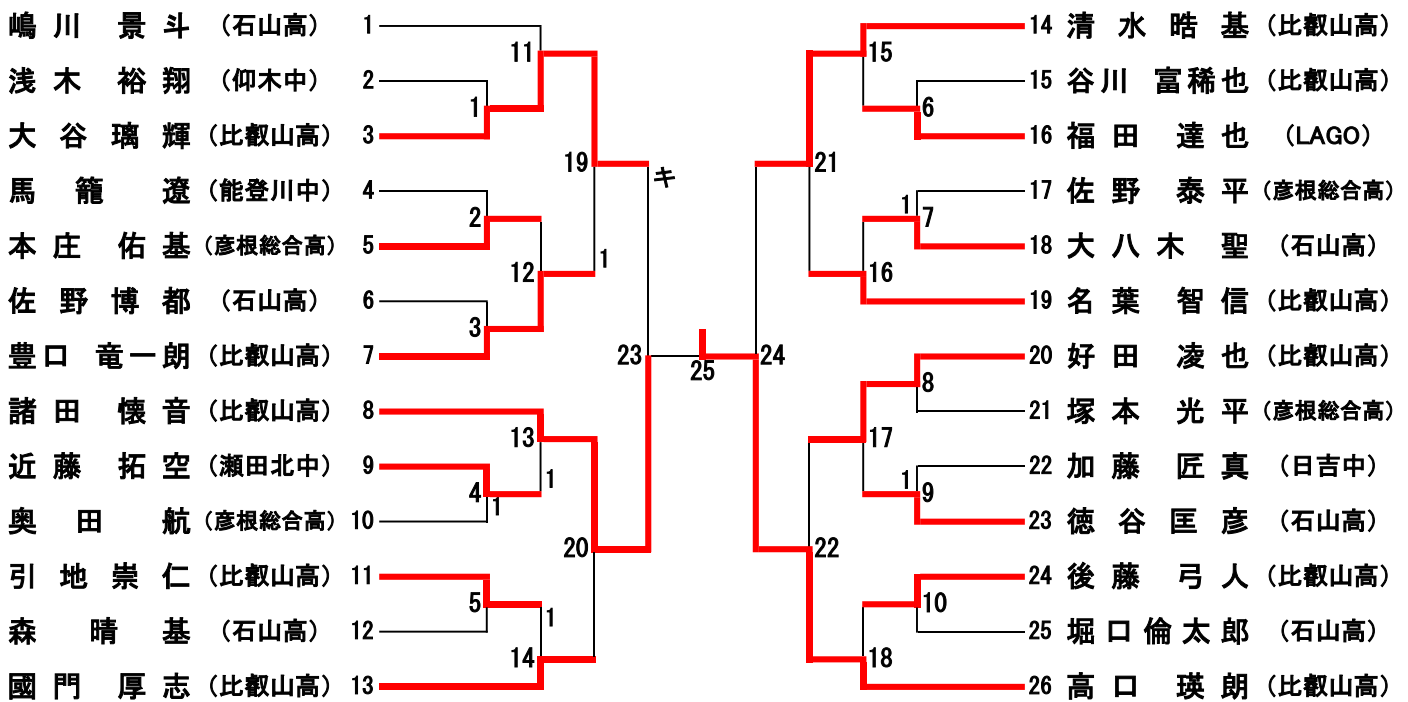 嶋川 景斗 (石山高) 1
浅木 裕翔 (仰木中) 2
大谷璃輝 (比叡山高) 3
馬籠 遼 (能登川中) 4
本庄 佑基 (彦根総合高) 5
佐野博都 (石山高) 6
豊口 竜一朗 (比叡山高) 7
諸田 懐音 (比叡山高) 8
近藤 拓空 (瀬田北中) 9
奥田 航 (彦根総合高) 10
引地崇仁 (比叡山高) 11
森 晴基 (石山高) 12
國門 厚志 (比叡山高) 13
11
1
19
キ
2
12
1
3
23
13
4
1
1
20
5
1
14
25
15
6
21
1
7
16
24
8
17
1
9
22
10
18
14 清水晧基 (比叡山高)
15 谷川 富稀也 (比叡山高)
16 福田 達也 (LAGO)
17 佐野 泰平 (彦根総合高)
18 大八木 聖 (石山高)
19 名葉 智信 (比叡山高)
20 好田 凌也 (比叡山高)
21 塚本 光平 (彦根総合高)
22 加藤 匠真 (日吉中)
23 徳谷匡彦 (石山高)
24 後藤 弓人 (比叡山高)
25 堀口倫太郎 (石山高)
26 高口 瑛朗 (比叡山高)